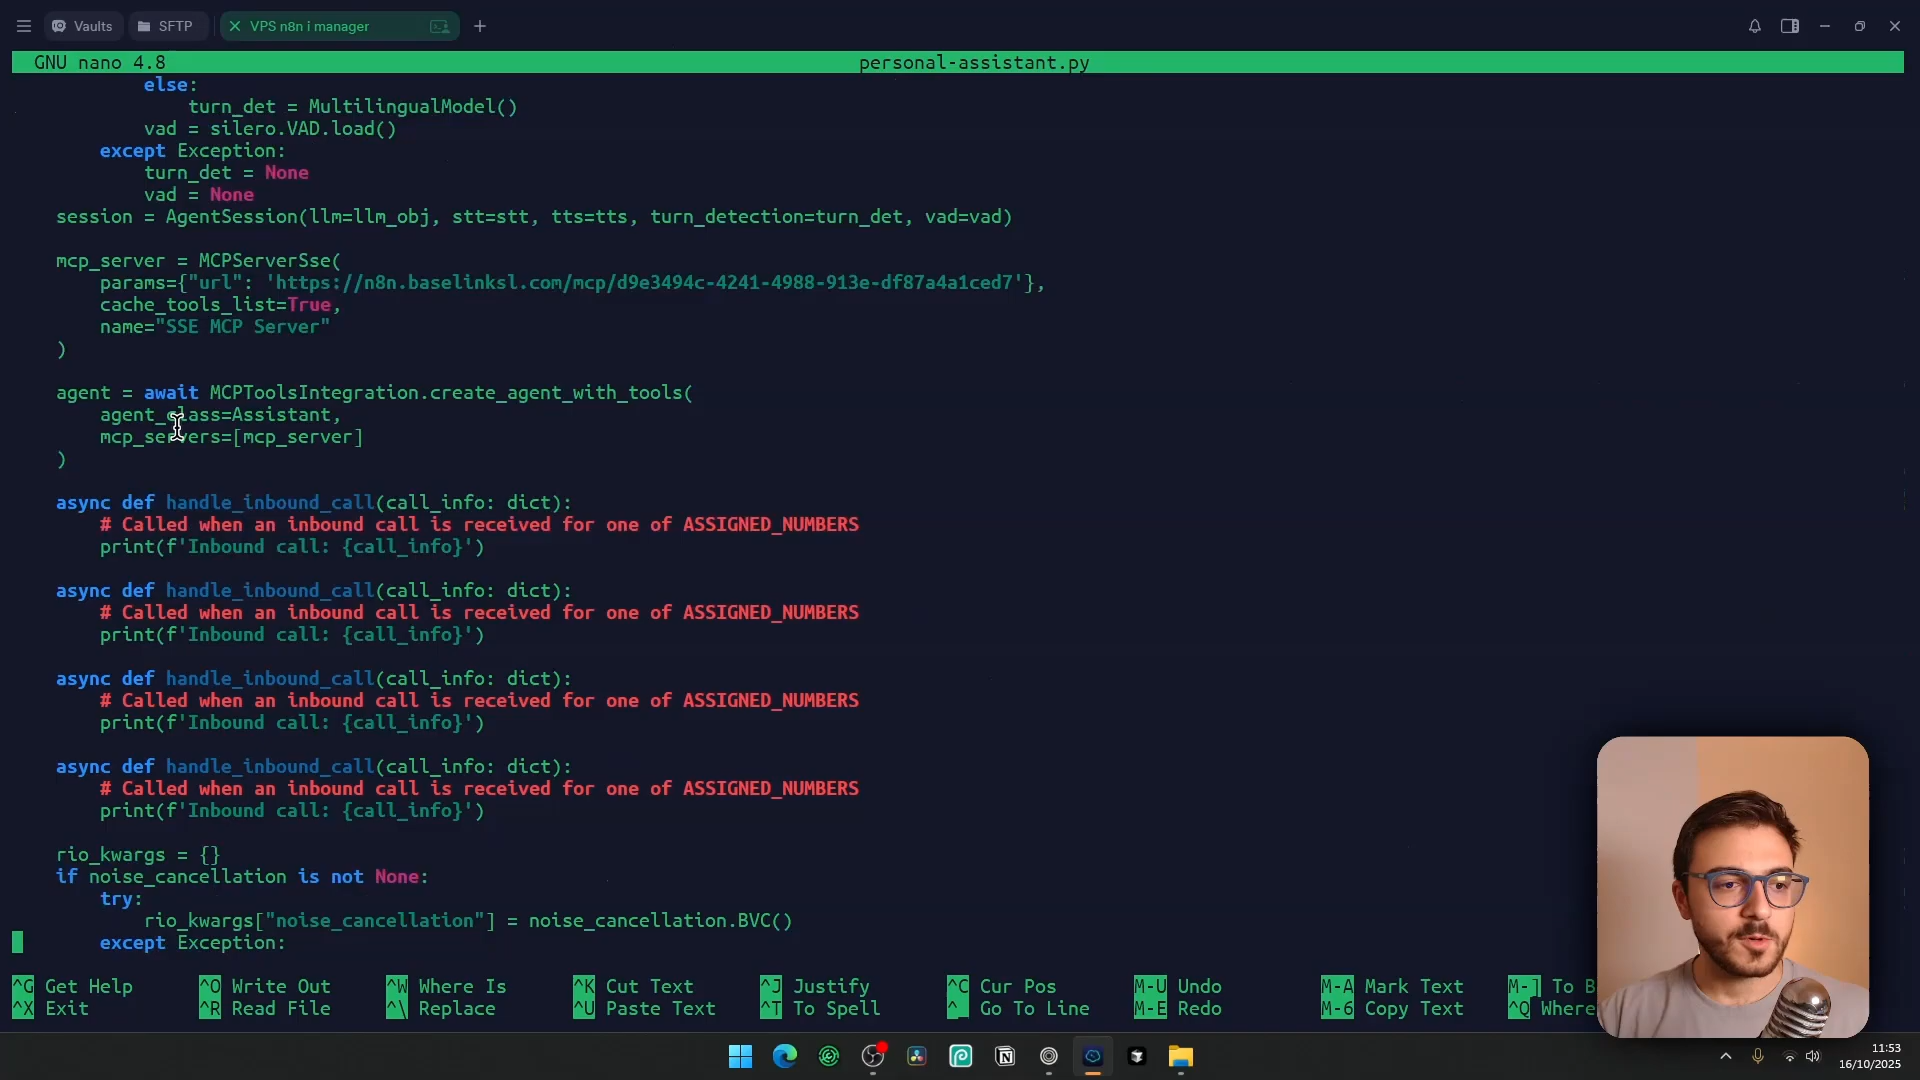 Vaults SFTP VPS n8n i manager
GNU nano 4.8 personal-assistant.py
else:
turn_det = MultilingualModel()
vad = silero.VAD.load()
except Exception:
turn_det = None
vad = None
session = AgentSession(llm=llm_obj, stt=stt, tts=tts, turn_detection=turn_det, vad=vad)
mcp_server = MCPServerSse(
params={"url": 'https://n8n.baselinksl.com/mcp/d9e3494c-4241-4988-913e-df87a4a1ced7'},
cache_tools_list=True,
name="SSE MCP Server"
)
agent = await MCPToolsIntegration.create_agent_with_tools(
agent_class=Assistant,
mcp_servers=[mcp_server]
)
async def handle_inbound_call(call_info: dict):
# Called when an inbound call is received for one of ASSIGNED_NUMBERS
print(f'Inbound call: {call_info}')
async def handle_inbound_call(call_info: dict):
# Called when an inbound call is received for one of ASSIGNED_NUMBERS
print(f'Inbound call: {call_info}')
async def handle_inbound_call(call_info: dict):
# Called when an inbound call is received for one of ASSIGNED_NUMBERS
print(f'Inbound call: {call_info}')
async def handle_inbound_call(call_info: dict):
# Called when an inbound call is received for one of ASSIGNED_NUMBERS
print(f'Inbound call: {call_info}')
rio_kwargs = {}
if noise_cancellation is not None:
try:
rio_kwargs["noise_cancellation"] = noise_cancellation.BVC()
except Exception:
^G Get Help ^O Write Out ^W Where Is ^K Cut Text ^J Justify ^C Cur Pos M-U Undo M-A Mark Text M-] To B
^X Exit ^R Read File ^\ Replace ^U Paste Text ^T To Spell ^_ Go To Line M-E Redo M-6 Copy Text ^Q Where
11:53
16/10/2025